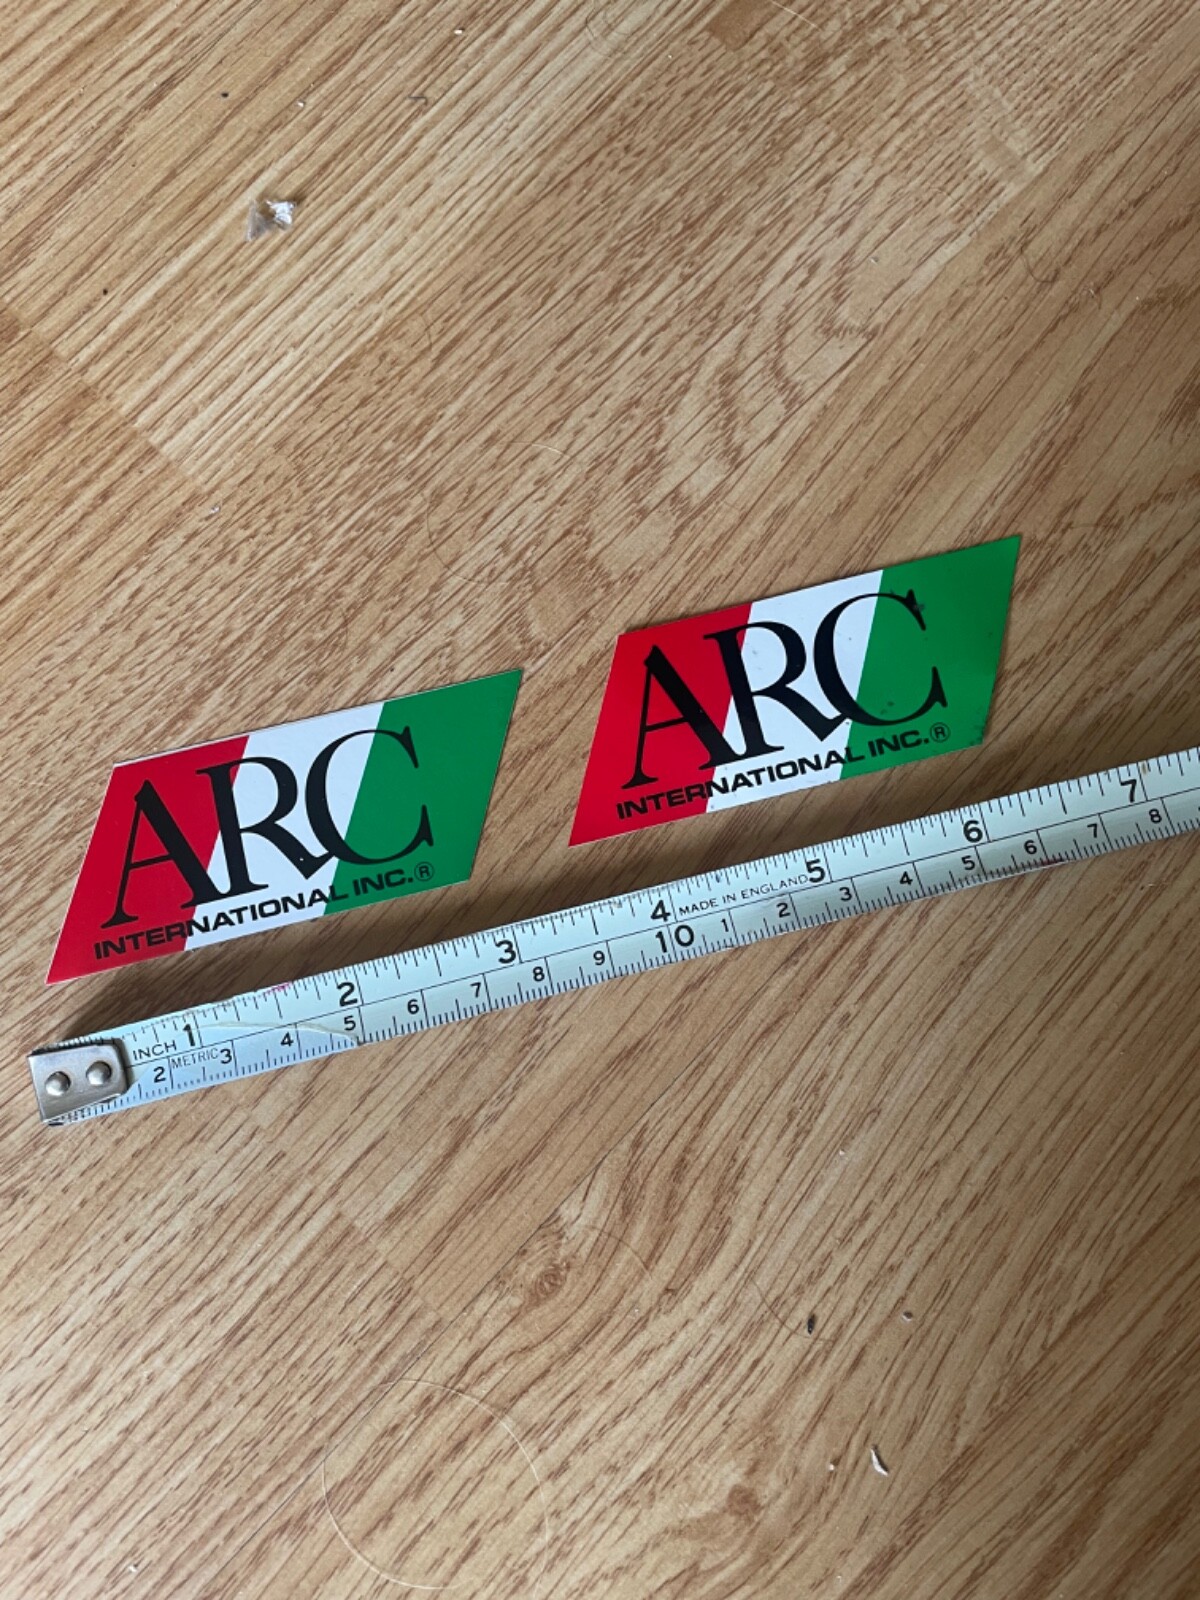 ARC
INTERNATIONAL INC.®
ARC
INTERNATIONAL INC.®
INCH 1 2 3 4 MADE IN ENGLAND 5 6 7
2 METRIC 3 4 5 6 7 8 9 10 1 2 3 4 5 6 7 8